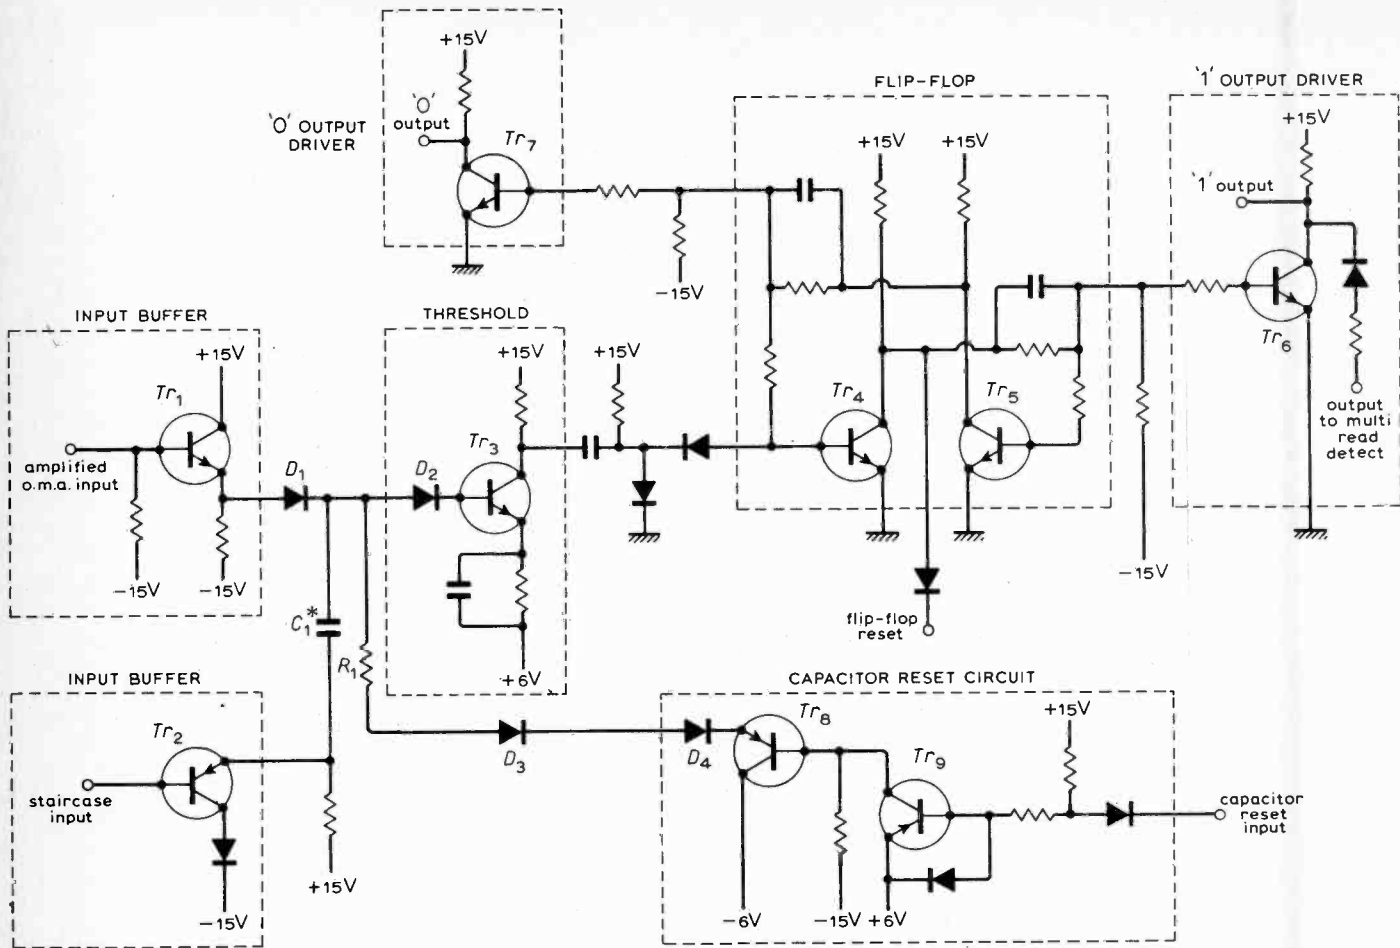 +15V
'0'
output
'0' OUTPUT
DRIVER
Tr7
-15V
FLIP-FLOP
+15V
+15V
Tr4
Tr5
flip-flop
reset
'1' OUTPUT DRIVER
+15V
'1' output
Tr6
output
to multi
read
detect
-15V
INPUT BUFFER
+15V
Tr1
amplified
o.m.a. input
-15V
-15V
D1
THRESHOLD
+15V
D2
Tr3
+6V
+15V
C1*
R1
INPUT BUFFER
Tr2
staircase
input
-15V
+15V
D3
CAPACITOR RESET CIRCUIT
D4
Tr8
Tr9
+15V
capacitor
reset
input
-6V
-15V
+6V